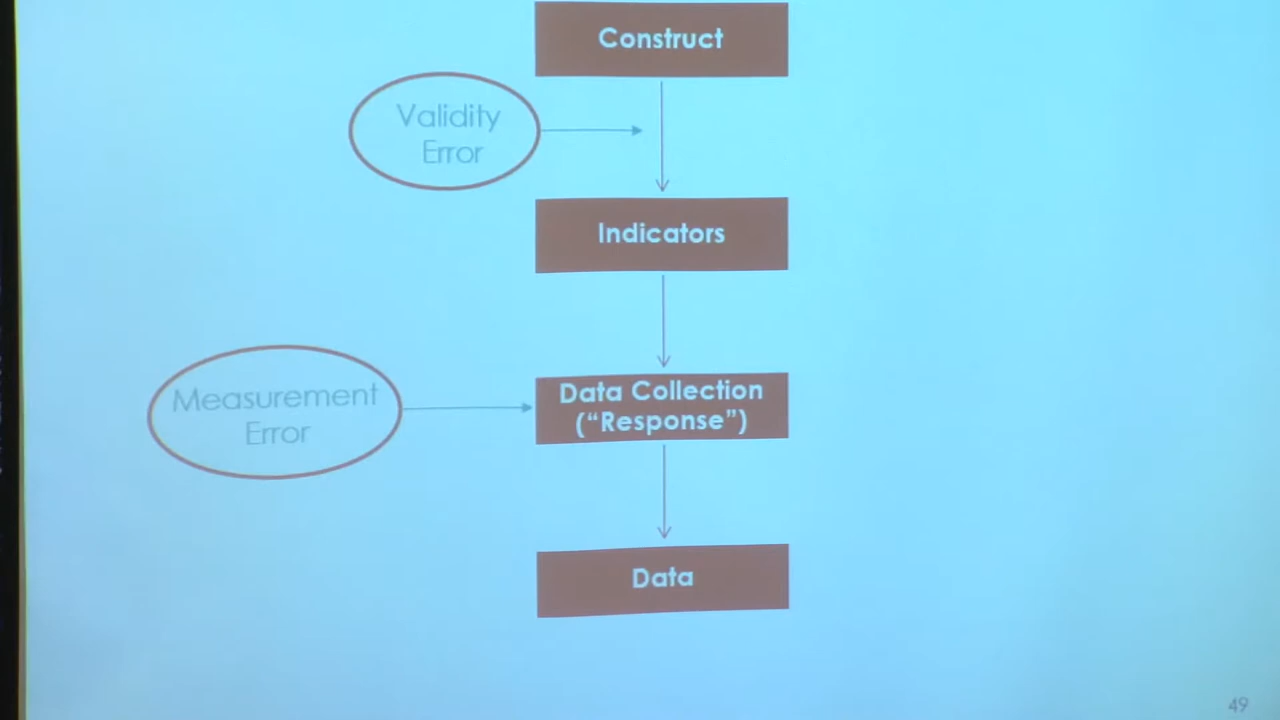 Construct
Validity
Error
Indicators
Data Collection
(“Response”)
Measurement
Error
Data
49